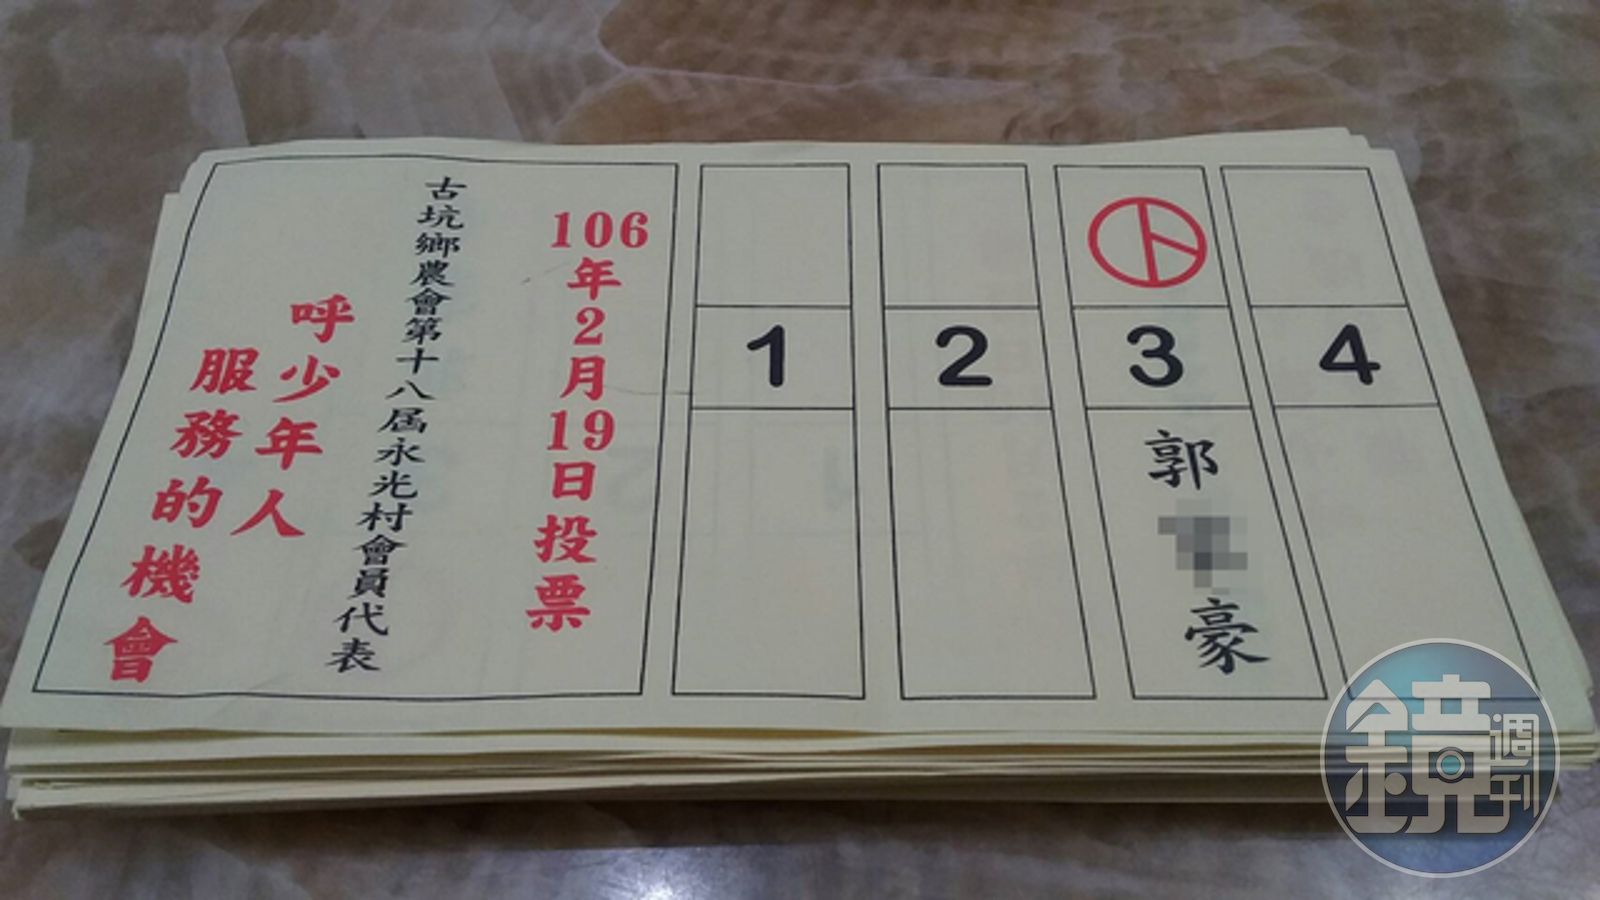 106年2月19日投票
古坑鄉農會第十八屆永光村會員代表
呼少年人
服務的機會
1
2
3
郭
豪
4
鏡週刊